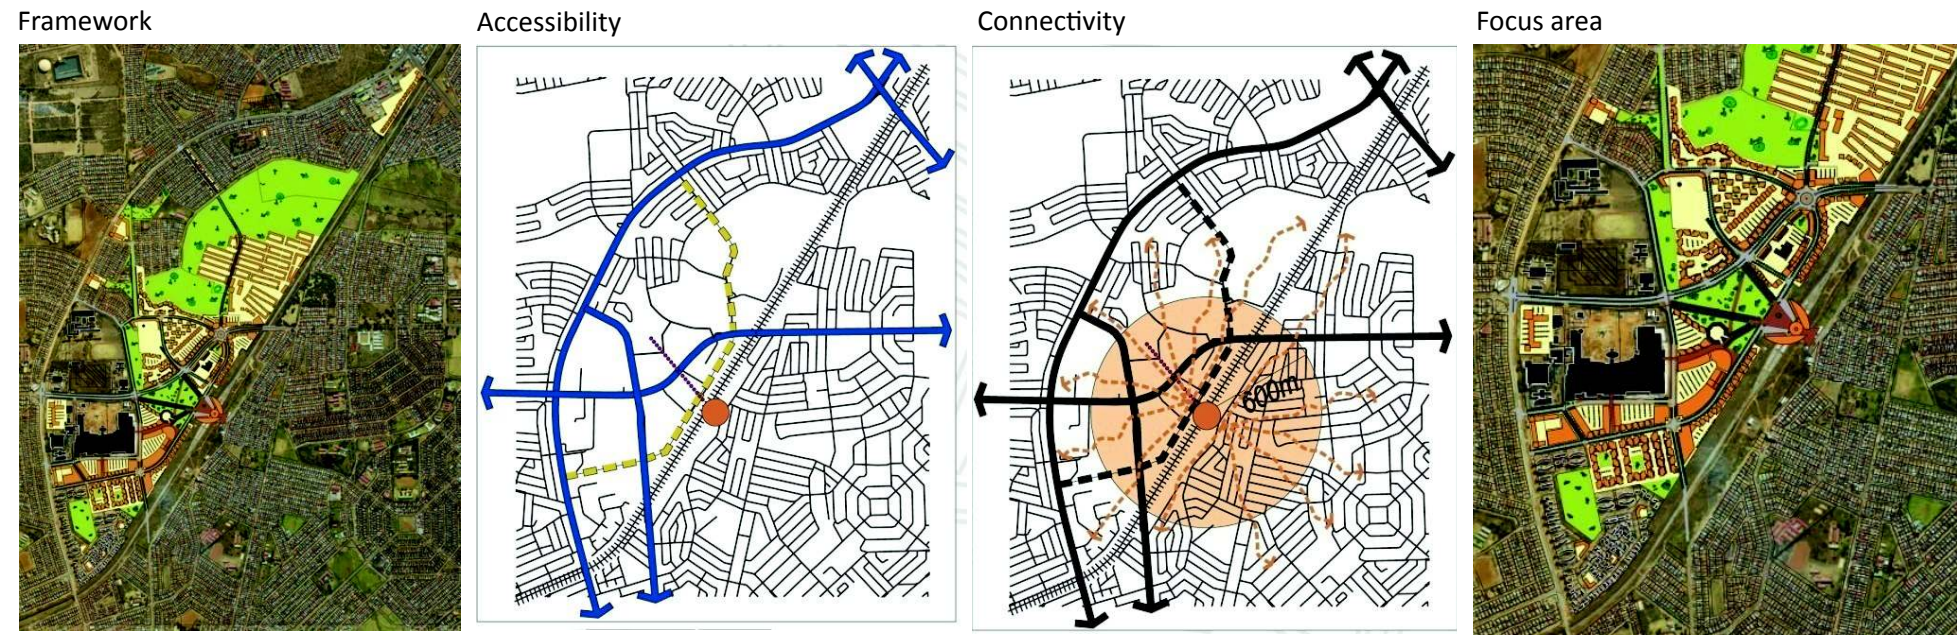 Framework
Accessibility
Connectivity
Focus area
600m